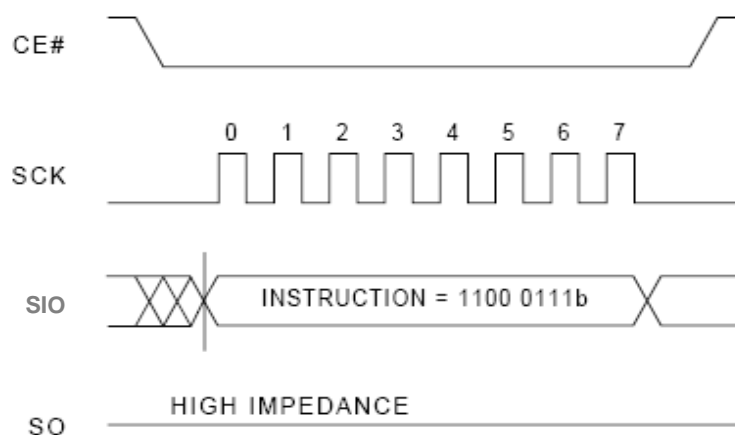 CE#
0 1 2 3 4 5 6 7
SCK
SIO
INSTRUCTION = 1100 0111b
HIGH IMPEDANCE
SO